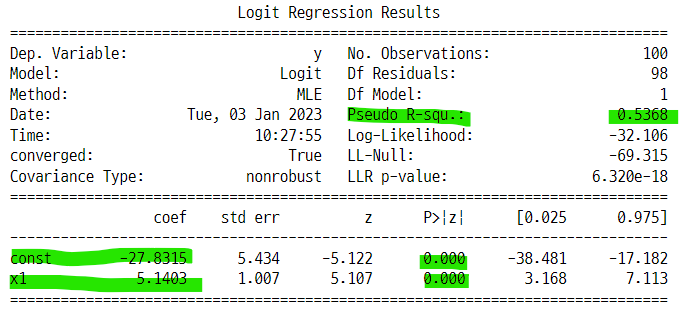 Logit Regression Results
==============================================================================
Dep. Variable: y No. Observations: 100
Model: Logit Df Residuals: 98
Method: MLE Df Model: 1
Date: Tue, 03 Jan 2023 Pseudo R-squ.: 0.5368
Time: 10:27:55 Log-Likelihood: -32.106
converged: True LL-Null: -69.315
Covariance Type: nonrobust LLR p-value: 6.320e-18
==============================================================================
coef std err z P>|z| [0.025 0.975]
------------------------------------------------------------------------------
const -27.8315 5.434 -5.122 0.000 -38.481 -17.182
x1 5.1403 1.007 5.107 0.000 3.168 7.113
==============================================================================